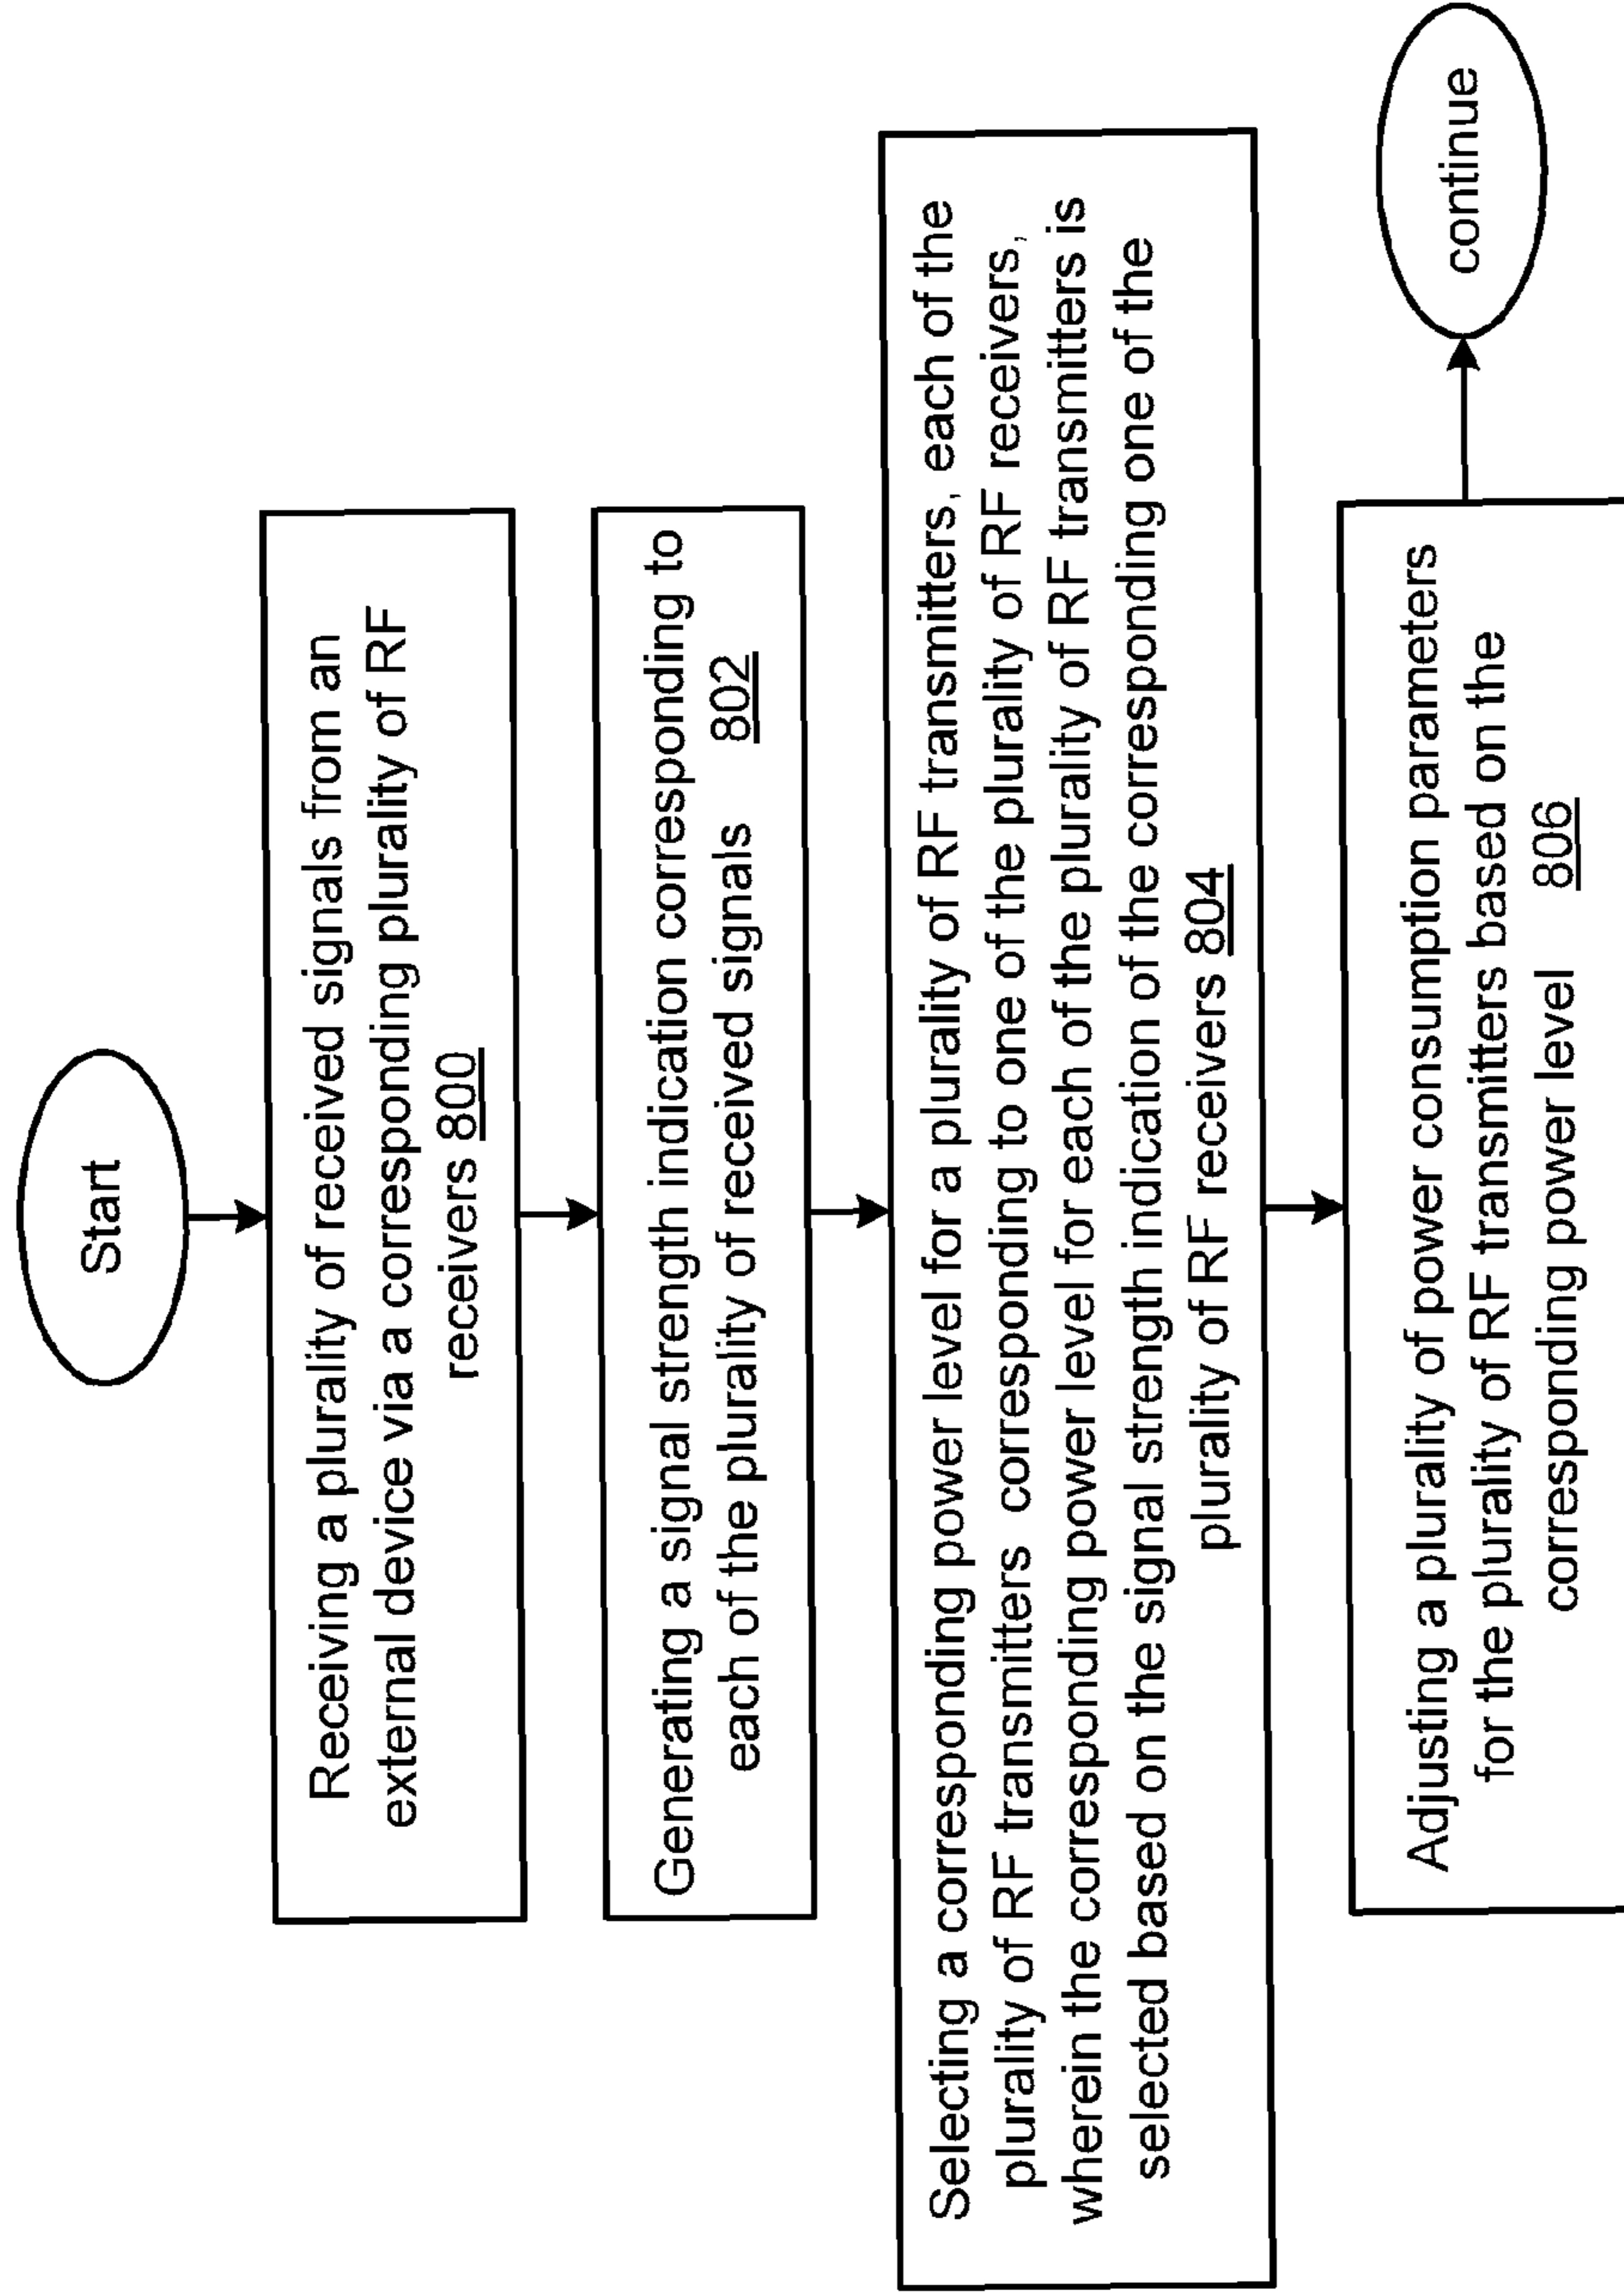 Start
Receiving a plurality of received signals from an
external device via a corresponding plurality of RF
receivers 800
Generating a signal strength indication corresponding to
each of the plurality of received signals 802
Selecting a corresponding power level for a plurality of RF transmitters, each of the
plurality of RF transmitters corresponding to one of the plurality of RF receivers,
wherein the corresponding power level for each of the plurality of RF transmitters is
selected based on the signal strength indication of the corresponding one of the
plurality of RF receivers 804
Adjusting a plurality of power consumption parameters
for the plurality of RF transmitters based on the
corresponding power level 806
continue